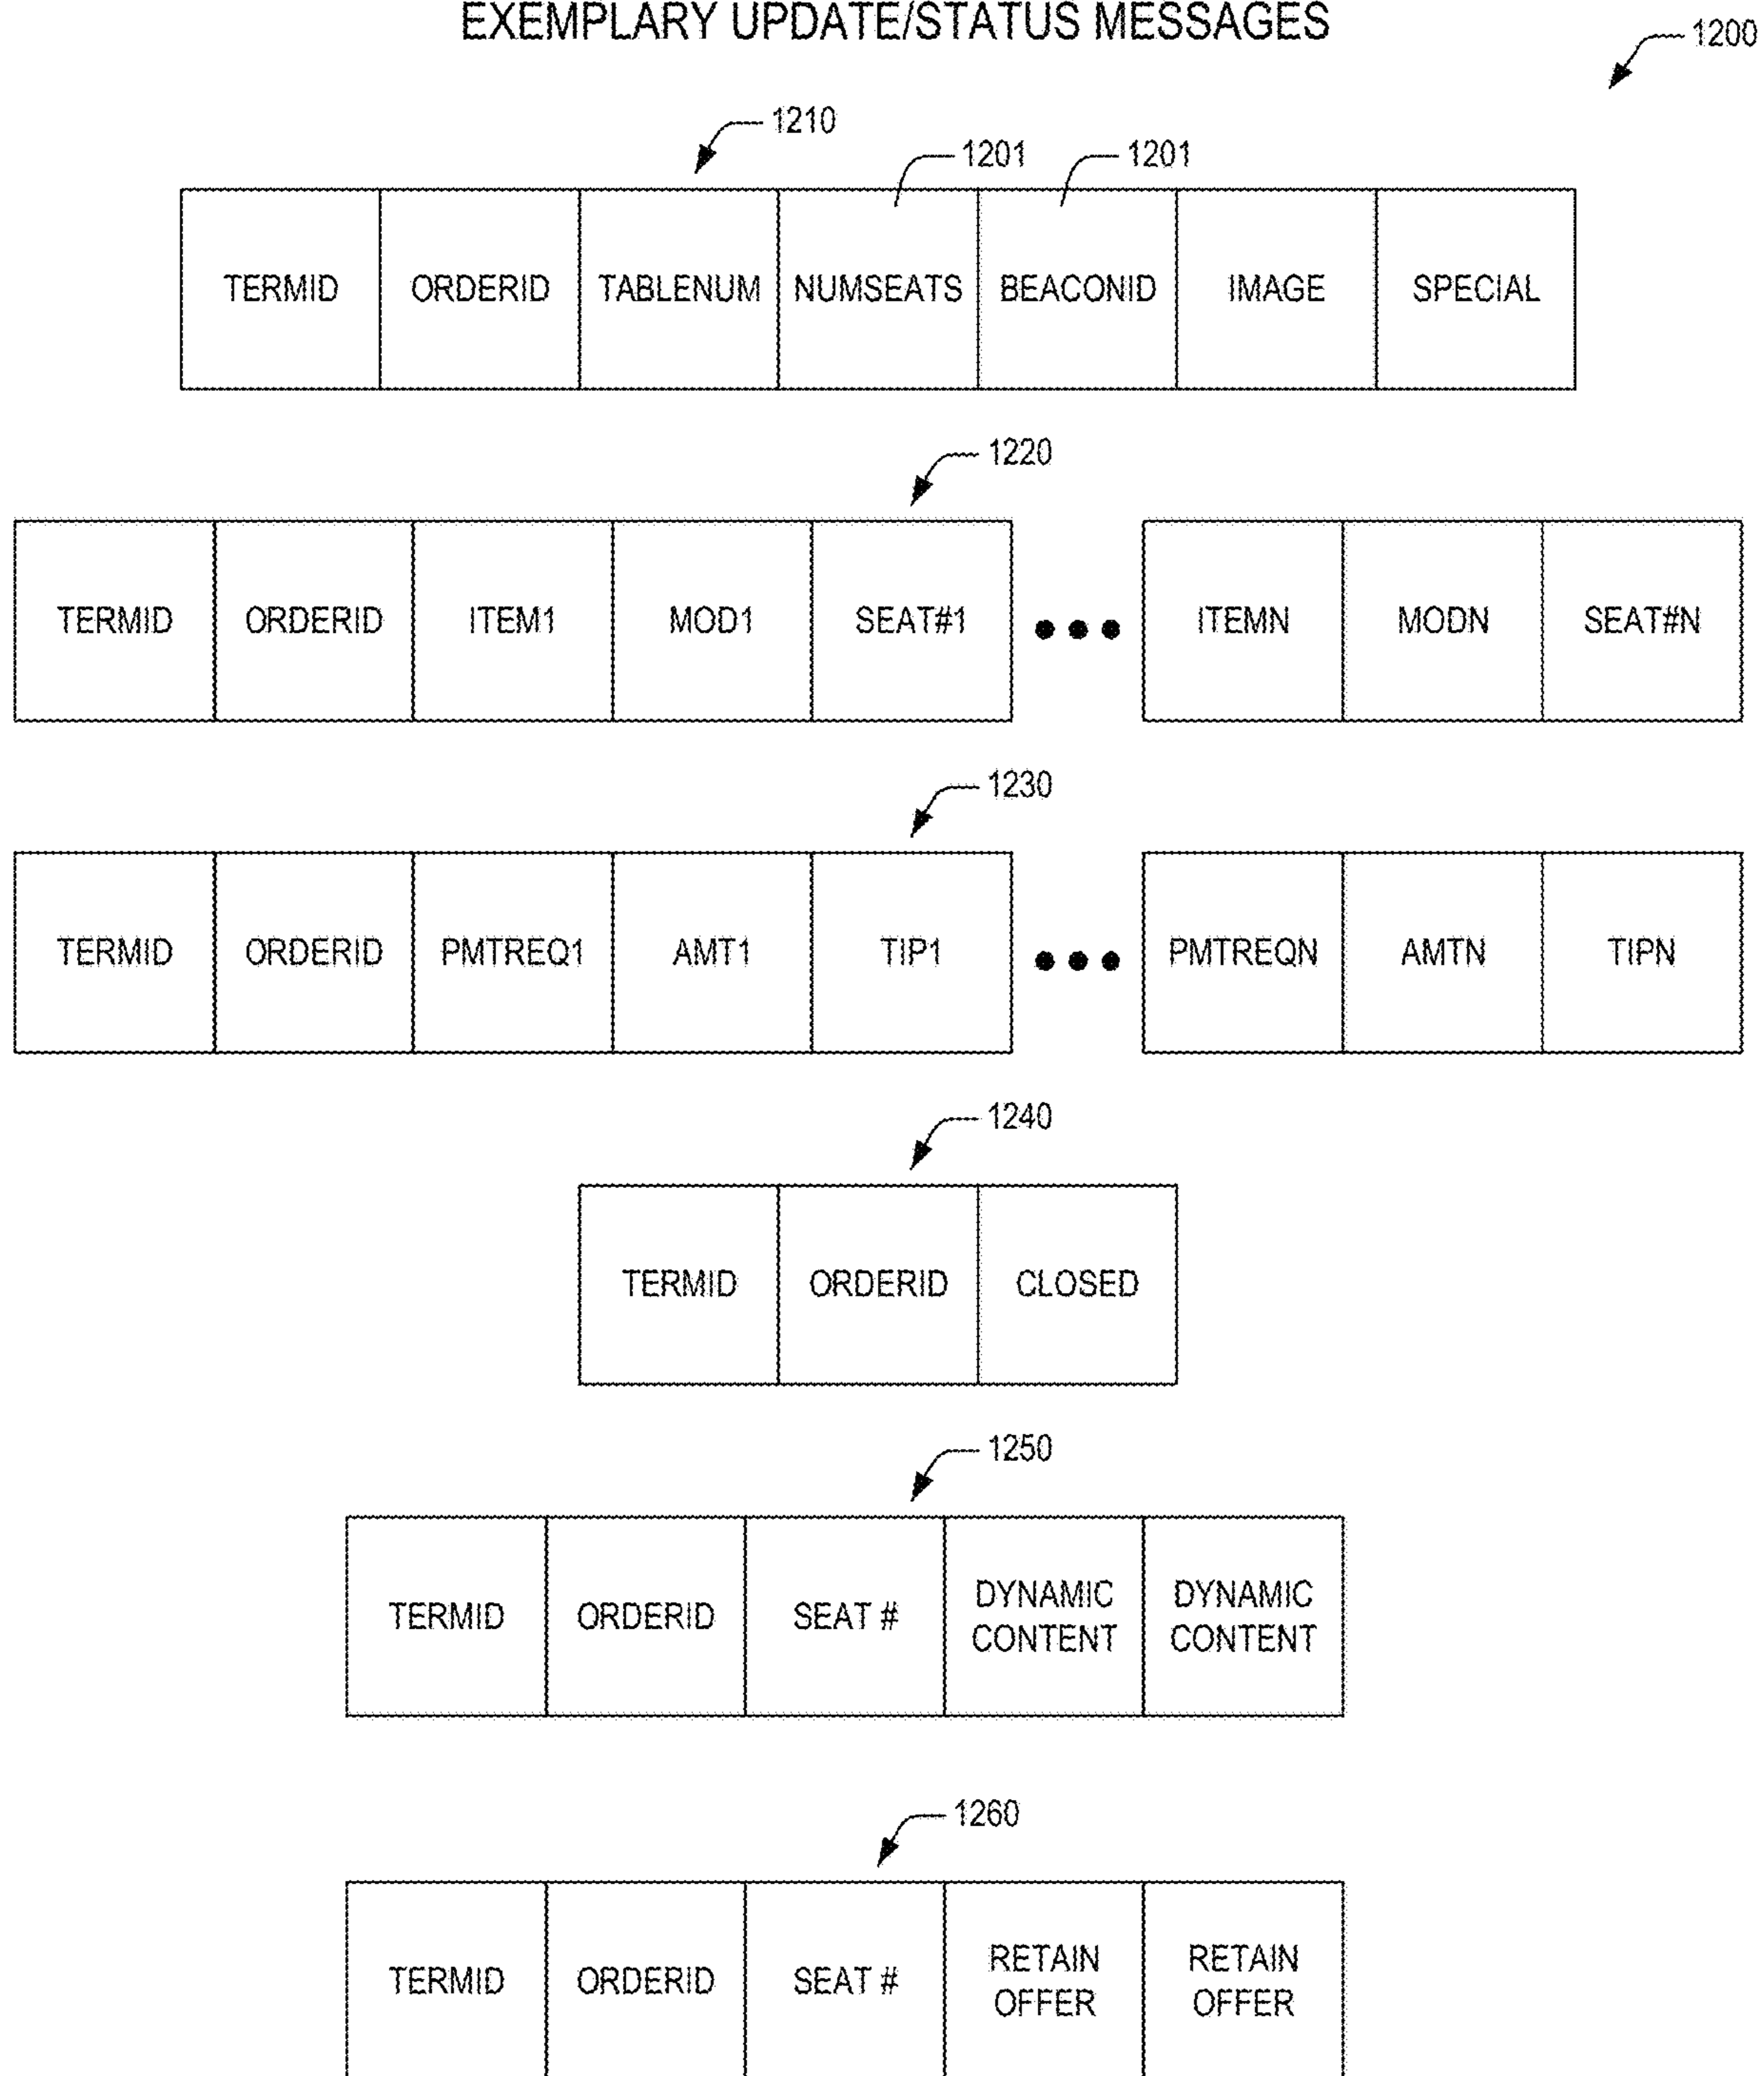 EXEMPLARY UPDATE/STATUS MESSAGES
1200
1210
1201 1201
TERMID ORDERID TABLENUM NUMSEATS BEACONID IMAGE SPECIAL
1220
TERMID ORDERID ITEM1 MOD1 SEAT#1 ••• ITEMN MODN SEAT#N
1230
TERMID ORDERID PMTREQ1 AMT1 TIP1 ••• PMTREQN AMTN TIPN
1240
TERMID ORDERID CLOSED
1250
TERMID ORDERID SEAT # DYNAMIC CONTENT DYNAMIC CONTENT
1260
TERMID ORDERID SEAT # RETAIN OFFER RETAIN OFFER